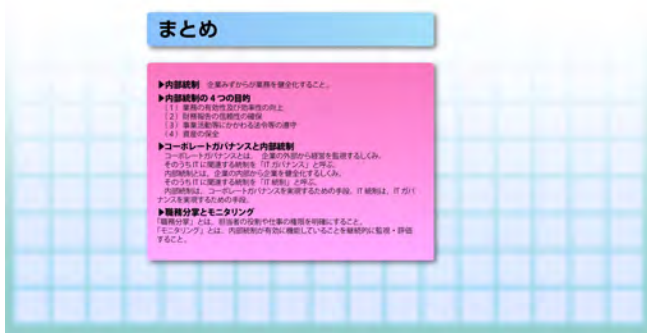 まとめ
▶内部統制 企業みずからが業務を健全化すること。
▶内部統制の4つの目的
(1) 業務の有効性及び効率性の向上
(2) 財務報告の信頼性の確保
(3) 事業活動等にかかわる法令等の遵守
(4) 資産の保全
▶コーポレートガバナンスと内部統制
コーポレートガバナンスとは、 企業の外部から経営を監視するしくみ。
そのうちITに関連する統制を「ITガバナンス」と呼ぶ。
内部統制とは、企業の内部から企業を健全化するしくみ。
そのうちITに関連する統制を「IT統制」と呼ぶ。
内部統制は、コーポレートガバナンスを実現するための手段、IT統制は、ITガバ
ナンスを実現するための手段。
▶職務分掌とモニタリング
「職務分掌」とは、担当者の役割や仕事の権限を明確にすること。
「モニタリング」とは、内部統制が有効に機能していることを継続的に監視・評価
すること。